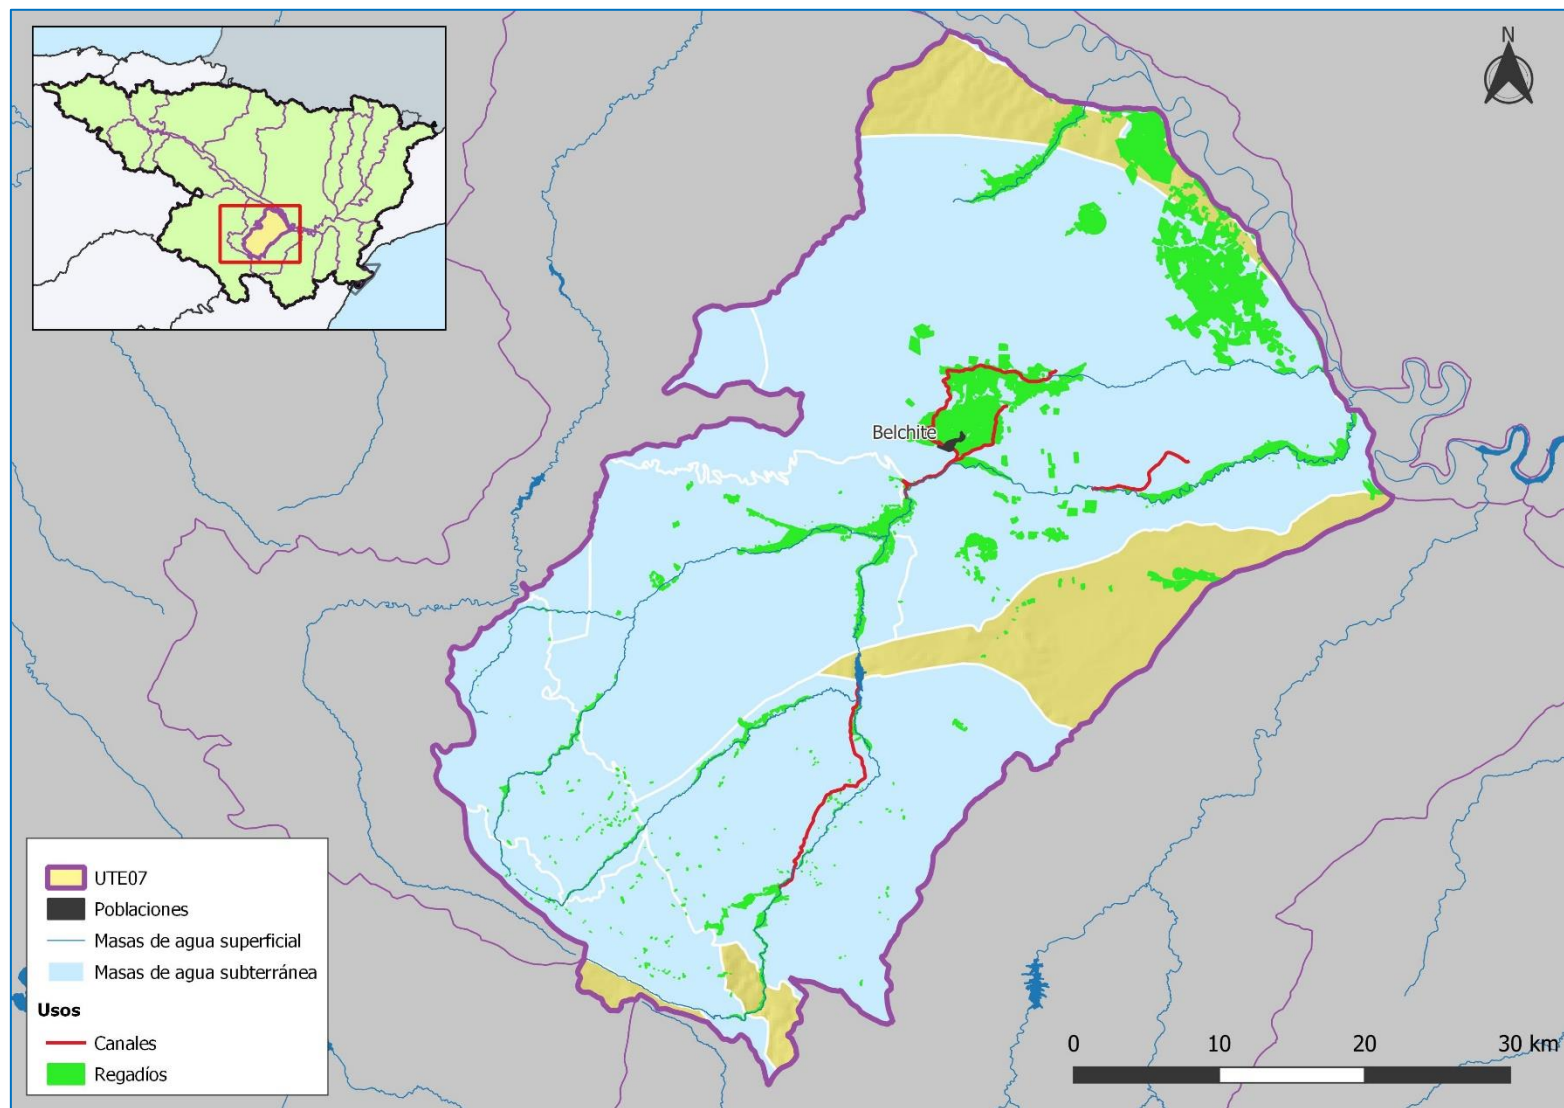 N
Belchite
UTE07
Poblaciones
Masas de agua superficial
Masas de agua subterránea
Usos
Canales
Regadíos
0 10 20 30 km